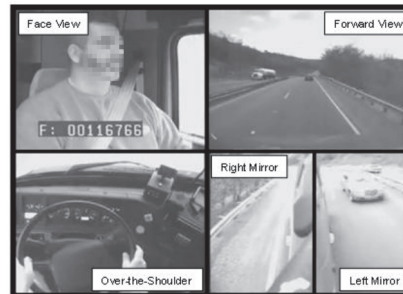 Face View
Forward View
F: 00116766
Right Mirror
Over-the-Shoulder
Left Mirror